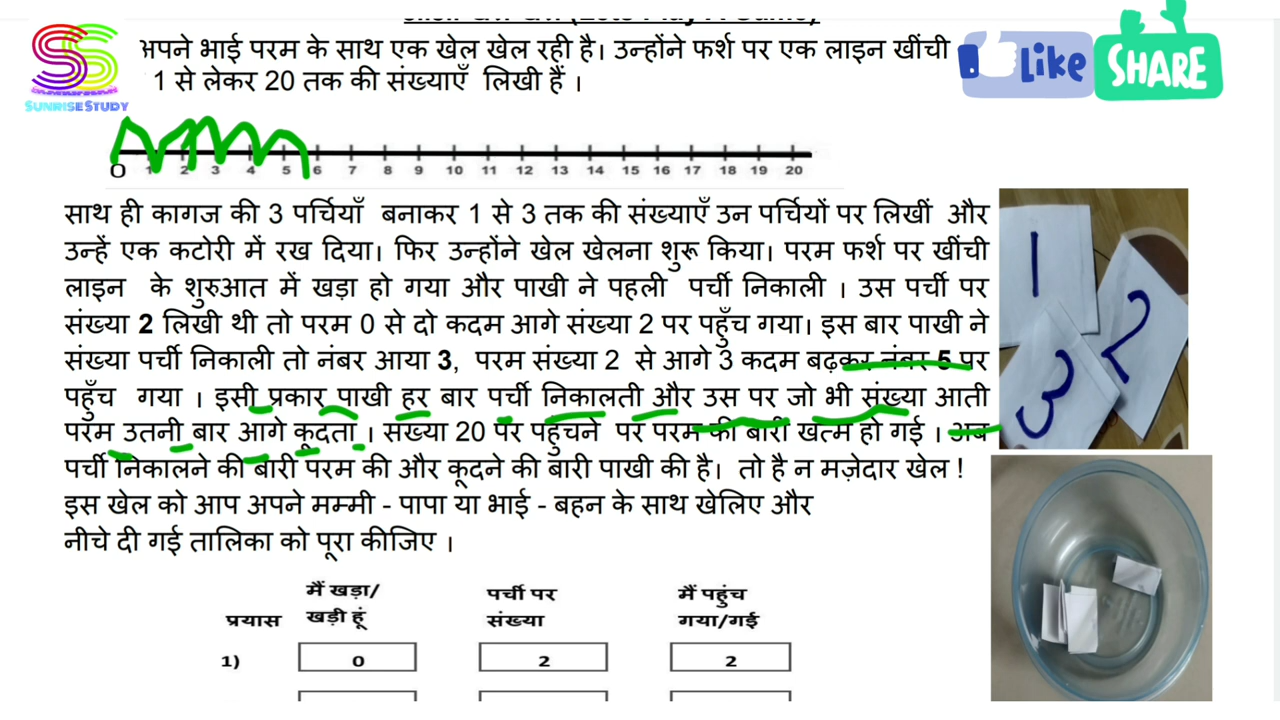 अपने भाई परम के साथ एक खेल खेल रही है। उन्होंने फर्श पर एक लाइन खींची
1 से लेकर 20 तक की संख्याएँ लिखी हैं ।
SS
SUNRISE STUDY
Like
SHARE
0 1 2 3 4 5 6 7 8 9 10 11 12 13 14 15 16 17 18 19 20
साथ ही कागज की 3 पर्चियाँ बनाकर 1 से 3 तक की संख्याएँ उन पर्चियों पर लिखीं और
उन्हें एक कटोरी में रख दिया। फिर उन्होंने खेल खेलना शुरू किया। परम फर्श पर खींची
लाइन के शुरुआत में खड़ा हो गया और पाखी ने पहली पर्ची निकाली । उस पर्ची पर
संख्या 2 लिखी थी तो परम 0 से दो कदम आगे संख्या 2 पर पहुँच गया। इस बार पाखी ने
संख्या पर्ची निकाली तो नंबर आया 3, परम संख्या 2 से आगे 3 कदम बढ़कर नंबर 5 पर
पहुँच गया । इसी प्रकार पाखी हर बार पर्ची निकालती और उस पर जो भी संख्या आती
परम उतनी बार आगे कूदता । संख्या 20 पर पहुंचने पर परम की बारी खत्म हो गई । अब
पर्ची निकालने की बारी परम की और कूदने की बारी पाखी की है। तो है न मज़ेदार खेल !
इस खेल को आप अपने मम्मी - पापा या भाई - बहन के साथ खेलिए और
नीचे दी गई तालिका को पूरा कीजिए ।
1
2
3
प्रयास मैं खड़ा/ पर्ची पर मैं पहुंच
खड़ी हूं संख्या गया/गई
1) 0 2 2